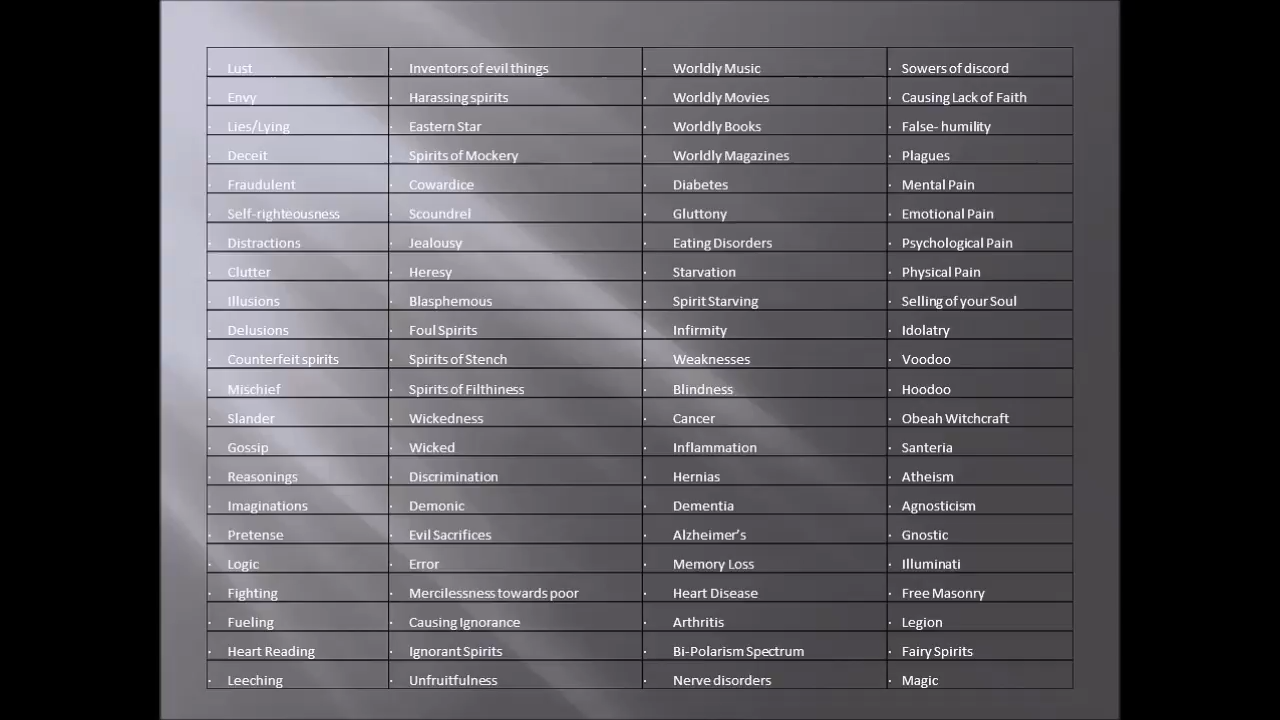 · Lust · Inventors of evil things · Worldly Music · Sowers of discord
· Envy · Harassing spirits · Worldly Movies · Causing Lack of Faith
· Lies/Lying · Eastern Star · Worldly Books · False- humility
· Deceit · Spirits of Mockery · Worldly Magazines · Plagues
· Fraudulent · Cowardice · Diabetes · Mental Pain
· Self-righteousness · Scoundrel · Gluttony · Emotional Pain
· Distractions · Jealousy · Eating Disorders · Psychological Pain
· Clutter · Heresy · Starvation · Physical Pain
· Illusions · Blasphemous · Spirit Starving · Selling of your Soul
· Delusions · Foul Spirits · Infirmity · Idolatry
· Counterfeit spirits · Spirits of Stench · Weaknesses · Voodoo
· Mischief · Spirits of Filthiness · Blindness · Hoodoo
· Slander · Wickedness · Cancer · Obeah Witchcraft
· Gossip · Wicked · Inflammation · Santeria
· Reasonings · Discrimination · Hernias · Atheism
· Imaginations · Demonic · Dementia · Agnosticism
· Pretense · Evil Sacrifices · Alzheimer’s · Gnostic
· Logic · Error · Memory Loss · Illuminati
· Fighting · Mercilessness towards poor · Heart Disease · Free Masonry
· Fueling · Causing Ignorance · Arthritis · Legion
· Heart Reading · Ignorant Spirits · Bi-Polarism Spectrum · Fairy Spirits
· Leeching · Unfruitfulness · Nerve disorders · Magic